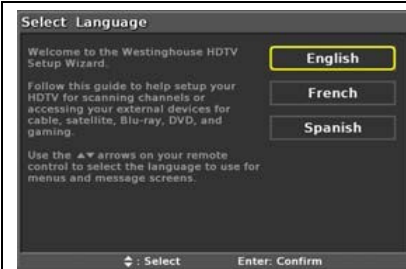 Select Language
Welcome to the Westinghouse HDTV
Setup Wizard.
Follow this guide to help setup your
HDTV for scanning channels or
accessing your external devices for
cable, satellite, Blu-ray, DVD, and
gaming.
Use the ▲▼ arrows on your remote
control to select the language to use for
menus and message screens.
English
French
Spanish
: Select Enter: Confirm